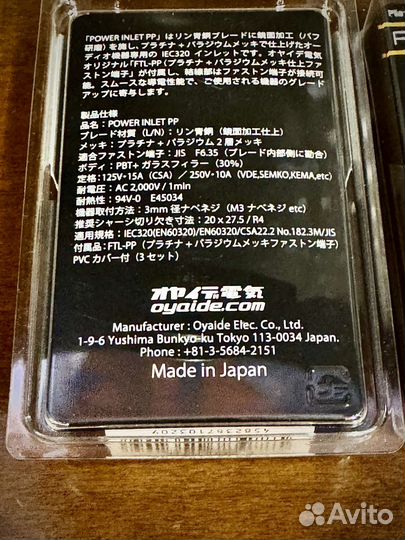 「POWER INLET PP」はリン青銅ブレードに鏡面加工(バフ
研磨)を施し、プラチナ+パラジウムメッキで仕上げたオー
ディオ機器専用の IEC320 インレットです。オヤイデ電気
オリジナル「FTL-PP(プラチナ+パラジウムメッキ仕上ファ
ストン端子」が付属し、結線部はファストン端子が接続可
能。スムースな導電性能で、ご使用される機器のグレード
アップに寄与します。
製品仕様
品名:POWER INLET PP
ブレード材質(L/N):リン青銅(鏡面加工仕上)
メッキ:プラチナ+パラジウム 2 層メッキ
適合ファストン端子:JIS F6.35(ブレード内部側に勘合)
ボディ:PBT+ガラスフィラー(30%)
定格:125V・15A(CSA)/ 250V・10A(VDE,SEMKO,KEMA,etc)
耐電圧:AC 2,000V / 1min
耐熱性:94V-0 E45034
機器取付方法:3mm 径ナベネジ(M3 ナベネジ etc)
推奨シャーシ切り欠き寸法:20 x 27.5 / R4
適用規格:IEC320(EN60320)/EN60320/CSA22.2 No.182.3M/JIS
付属品:FTL-PP(プラチナ+パラジウムメッキファストン端子)
PVC カバー付(3 セット)
オヤイデ電気
oyaide.com
Manufacturer : Oyaide Elec. Co., Ltd.
1-9-6 Yushima Bunkyo-ku Tokyo 113-0034 Japan.
Phone : +81-3-5684-2151
Made in Japan
4582387103209
Avito